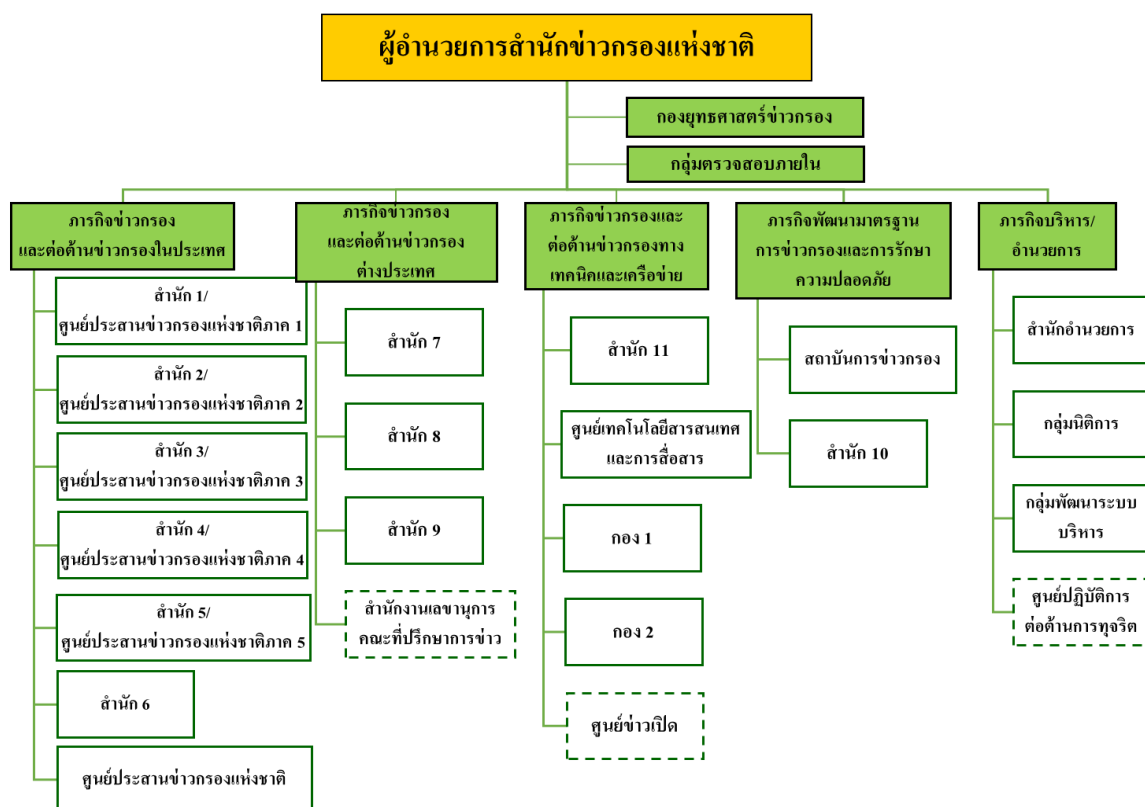 ผู้อำนวยการสำนักข่าวกรองแห่งชาติ
กองยุทธศาสตร์ข่าวกรอง
กลุ่มตรวจสอบภายใน
ภารกิจข่าวกรอง
และต่อต้านข่าวกรองในประเทศ
สำนัก 1/
ศูนย์ประสานข่าวกรองแห่งชาติภาค 1
สำนัก 2/
ศูนย์ประสานข่าวกรองแห่งชาติภาค 2
สำนัก 3/
ศูนย์ประสานข่าวกรองแห่งชาติภาค 3
สำนัก 4/
ศูนย์ประสานข่าวกรองแห่งชาติภาค 4
สำนัก 5/
ศูนย์ประสานข่าวกรองแห่งชาติภาค 5
สำนัก 6
ศูนย์ประสานข่าวกรองแห่งชาติ
ภารกิจข่าวกรอง
และต่อต้านข่าวกรอง
ต่างประเทศ
สำนัก 7
สำนัก 8
สำนัก 9
สำนักงานเลขานุการ
คณะที่ปรึกษาการข่าว
ภารกิจข่าวกรองและ
ต่อต้านข่าวกรองทาง
เทคนิคและเครือข่าย
สำนัก 11
ศูนย์เทคโนโลยีสารสนเทศ
และการสื่อสาร
กอง 1
กอง 2
ศูนย์ข่าวเปิด
ภารกิจพัฒนามาตรฐาน
การข่าวกรองและการรักษา
ความปลอดภัย
สถาบันการข่าวกรอง
สำนัก 10
ภารกิจบริหาร/
อำนวยการ
สำนักอำนวยการ
กลุ่มนิติการ
กลุ่มพัฒนาระบบ
บริหาร
ศูนย์ปฏิบัติการ
ต่อต้านการทุจริต